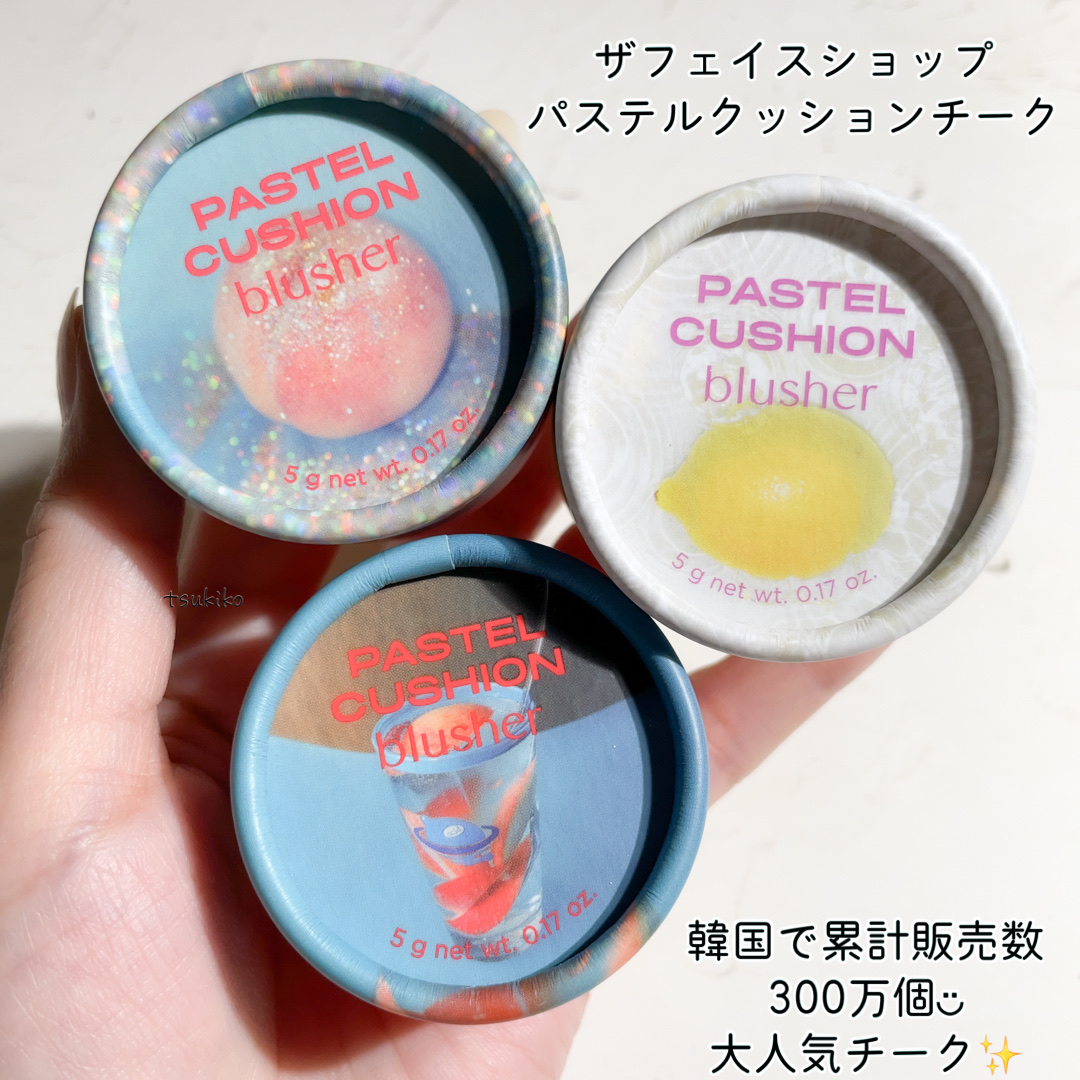 ザフェイスショップ
パステルクッションチーク
PASTEL
CUSHION
blusher
5 g net wt. 0.17 oz.
PASTEL
CUSHION
blusher
5 g net wt. 0.17 oz.
tsukiko
PASTEL
CUSHION
blusher
5 g net wt. 0.17 oz.
韓国で累計販売数
300万個
大人気チーク✨